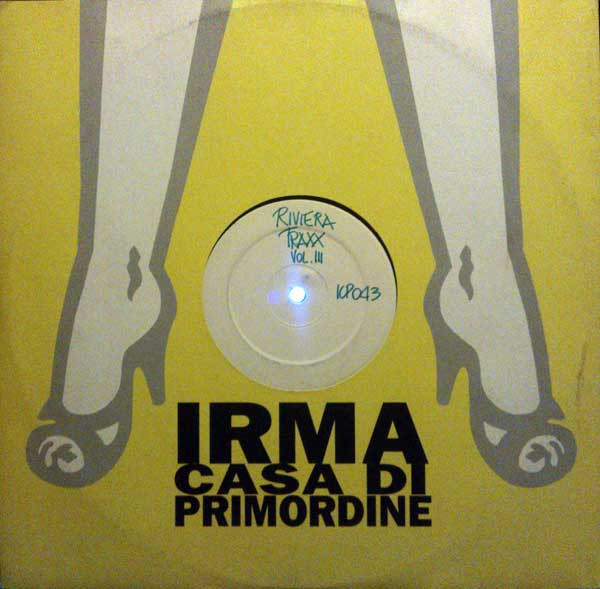 RIVIERA
TRAXX
VOL. III
ICP043
IRMA
CASA DI
PRIMORDINE